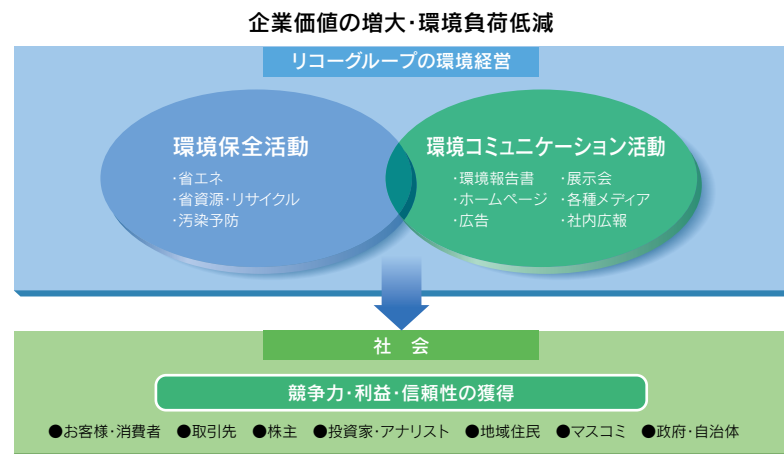 企業価値の増大・環境負荷低減
リコーグループの環境経営
環境保全活動
・省エネ
・省資源・リサイクル
・汚染予防
環境コミュニケーション活動
・環境報告書 ・展示会
・ホームページ ・各種メディア
・広告 ・社内広報
社 会
競争力・利益・信頼性の獲得
●お客様・消費者 ●取引先 ●株主 ●投資家・アナリスト ●地域住民 ●マスコミ ●政府・自治体